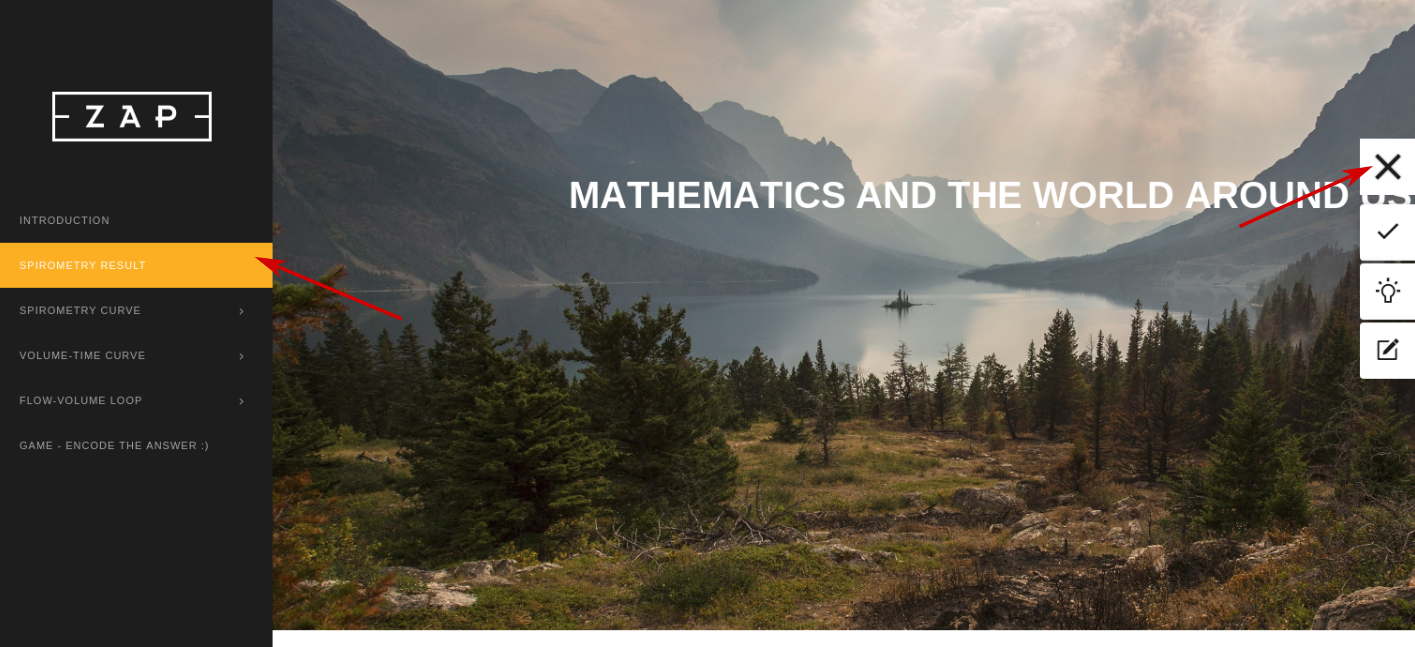 ZAP
INTRODUCTION
SPIROMETRY RESULT
SPIROMETRY CURVE
VOLUME-TIME CURVE
FLOW-VOLUME LOOP
GAME - ENCODE THE ANSWER :)
MATHEMATICS AND THE WORLD AROUND US